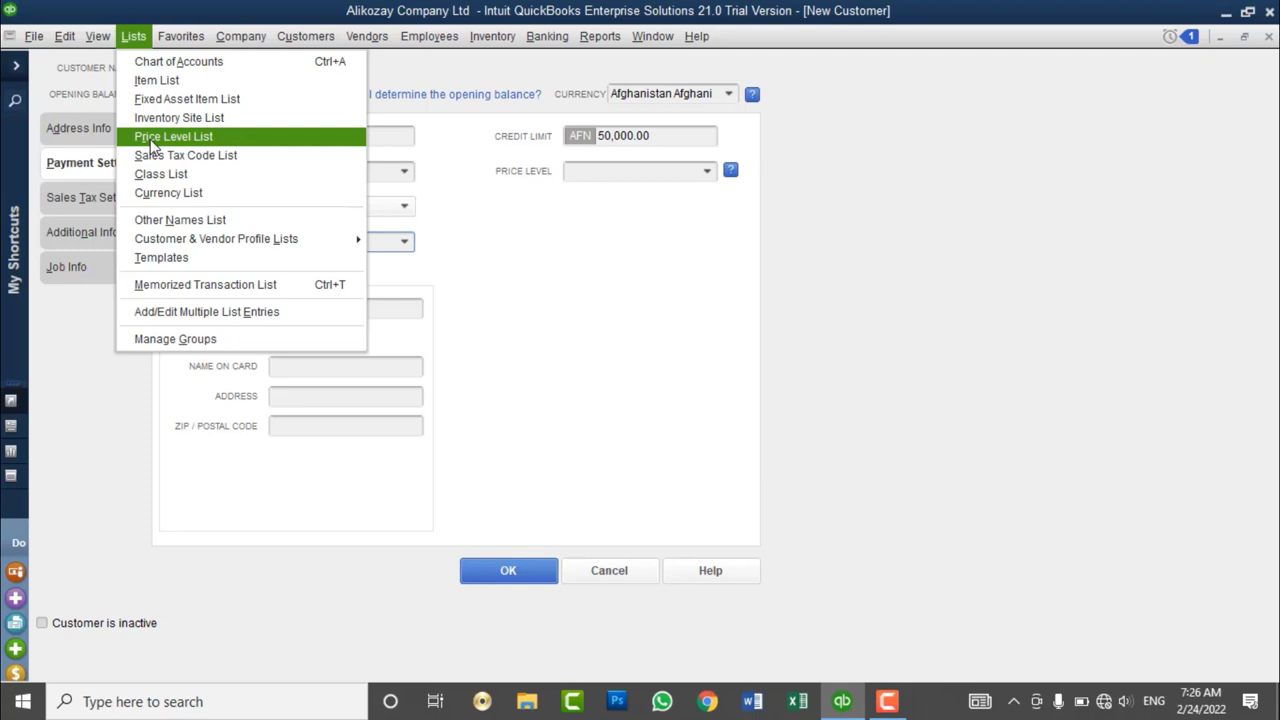 Alikozay Company Ltd - Intuit QuickBooks Enterprise Solutions 21.0 Trial Version - [New Customer]
File Edit View Lists Favorites Company Customers Vendors Employees Inventory Banking Reports Window Help 1
Chart of Accounts Ctrl+A
Item List
Fixed Asset Item List
Inventory Site List
Price Level List
Sales Tax Code List
Class List
Currency List
Other Names List
Customer & Vendor Profile Lists
Templates
Memorized Transaction List Ctrl+T
Add/Edit Multiple List Entries
Manage Groups
CUSTOMER NA
OPENING BALA I determine the opening balance? CURRENCY Afghanistan Afghani ?
Address Info
Payment Sett
Sales Tax Set
Additional Info
Job Info
CREDIT LIMIT AFN 50,000.00
PRICE LEVEL ?
NAME ON CARD
ADDRESS
ZIP / POSTAL CODE
OK Cancel Help
Customer is inactive
My Shortcuts
Do
Type here to search
ENG
7:26 AM
2/24/2022